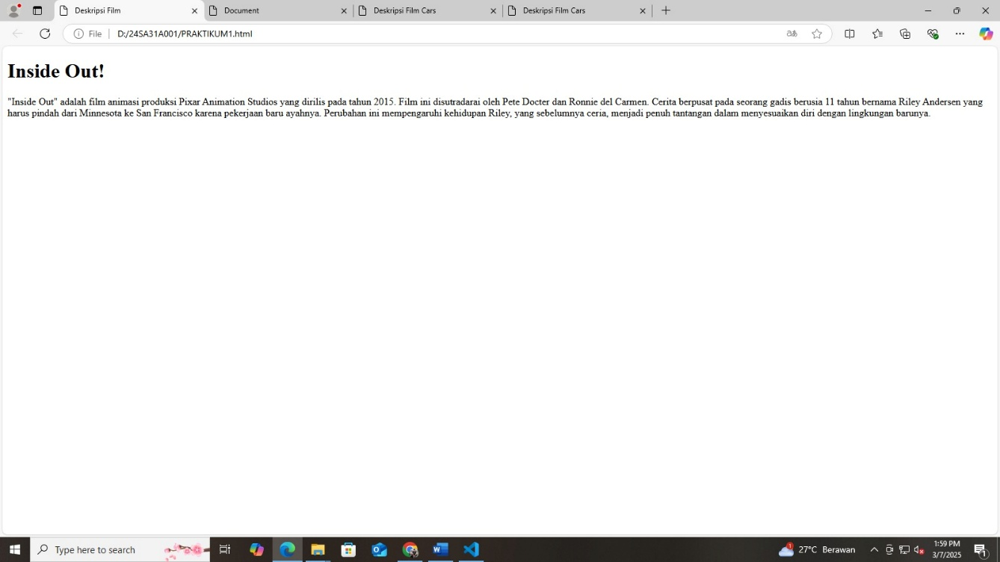 Deskripsi Film
Document
Deskripsi Film Cars
Deskripsi Film Cars
File
D:/24SA31A001/PRAKTIKUM1.html
aあ
Inside Out!
"Inside Out" adalah film animasi produksi Pixar Animation Studios yang dirilis pada tahun 2015. Film ini disutradarai oleh Pete Docter dan Ronnie del Carmen. Cerita berpusat pada seorang gadis berusia 11 tahun bernama Riley Andersen yang
harus pindah dari Minnesota ke San Francisco karena pekerjaan baru ayahnya. Perubahan ini mempengaruhi kehidupan Riley, yang sebelumnya ceria, menjadi penuh tantangan dalam menyesuaikan diri dengan lingkungan barunya.
Type here to search
1
27°C Berawan
1:59 PM
3/7/2025
1